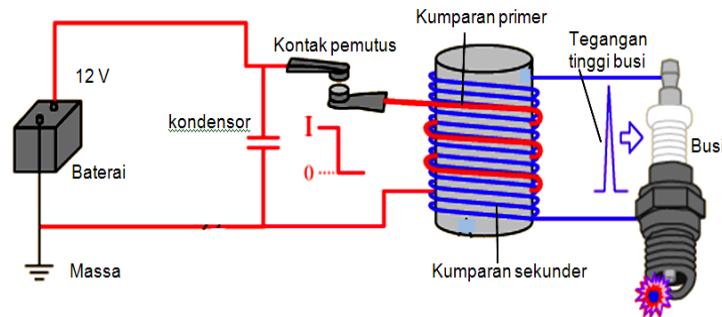 Kumparan primer
Kontak pemutus
Tegangan
tinggi busi
12 V
kondensor
I
0
Baterai
Busi
Massa
Kumparan sekunder